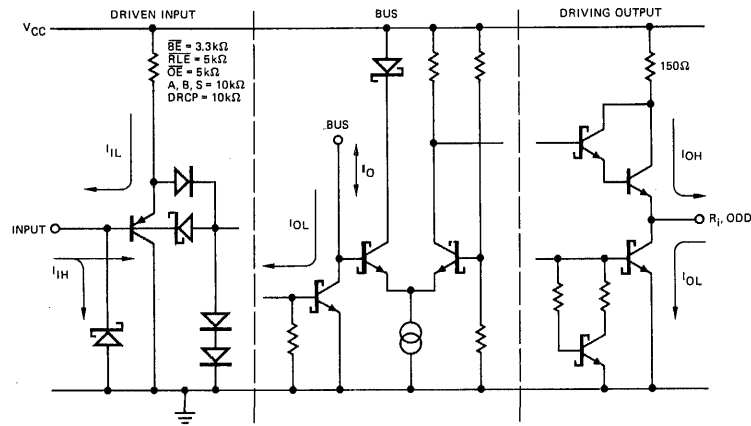 DRIVEN INPUT
BUS
DRIVING OUTPUT
VCC
BE = 3.3kΩ
RLE = 5kΩ
OE = 5kΩ
A, B, S = 10kΩ
DRCP = 10kΩ
150Ω
BUS
IIL
IO
IOH
INPUT
IOL
Ri, ODD
IIH
IOL